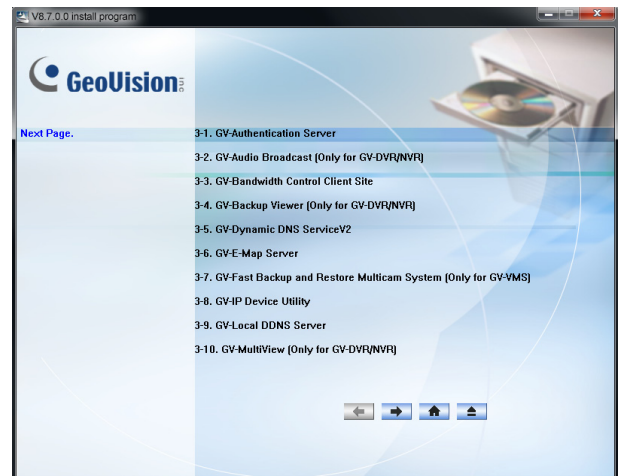 V8.7.0.0 install program
GeoVision inc
Next Page.
3-1. GV-Authentication Server
3-2. GV-Audio Broadcast (Only for GV-DVR/NVR)
3-3. GV-Bandwidth Control Client Site
3-4. GV-Backup Viewer (Only for GV-DVR/NVR)
3-5. GV-Dynamic DNS ServiceV2
3-6. GV-E-Map Server
3-7. GV-Fast Backup and Restore Multicam System (Only for GV-VMS)
3-8. GV-IP Device Utility
3-9. GV-Local DDNS Server
3-10. GV-MultiView (Only for GV-DVR/NVR)